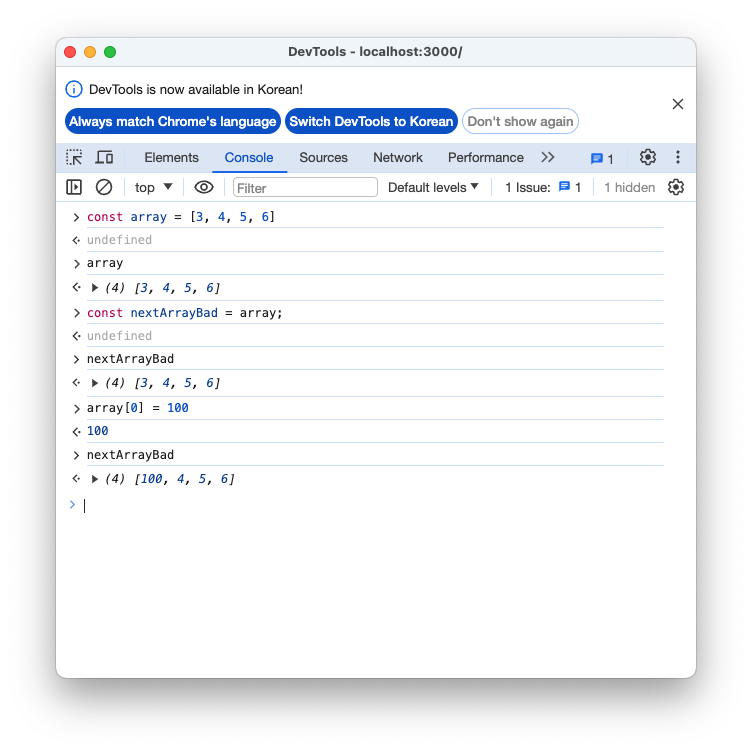 DevTools - localhost:3000/
DevTools is now available in Korean!
Always match Chrome's language Switch DevTools to Korean Don't show again
Elements Console Sources Network Performance 1
top Filter Default levels 1 Issue: 1 1 hidden
const array = [3, 4, 5, 6]
undefined
array
(4) [3, 4, 5, 6]
const nextArrayBad = array;
undefined
nextArrayBad
(4) [3, 4, 5, 6]
array[0] = 100
100
nextArrayBad
(4) [100, 4, 5, 6]